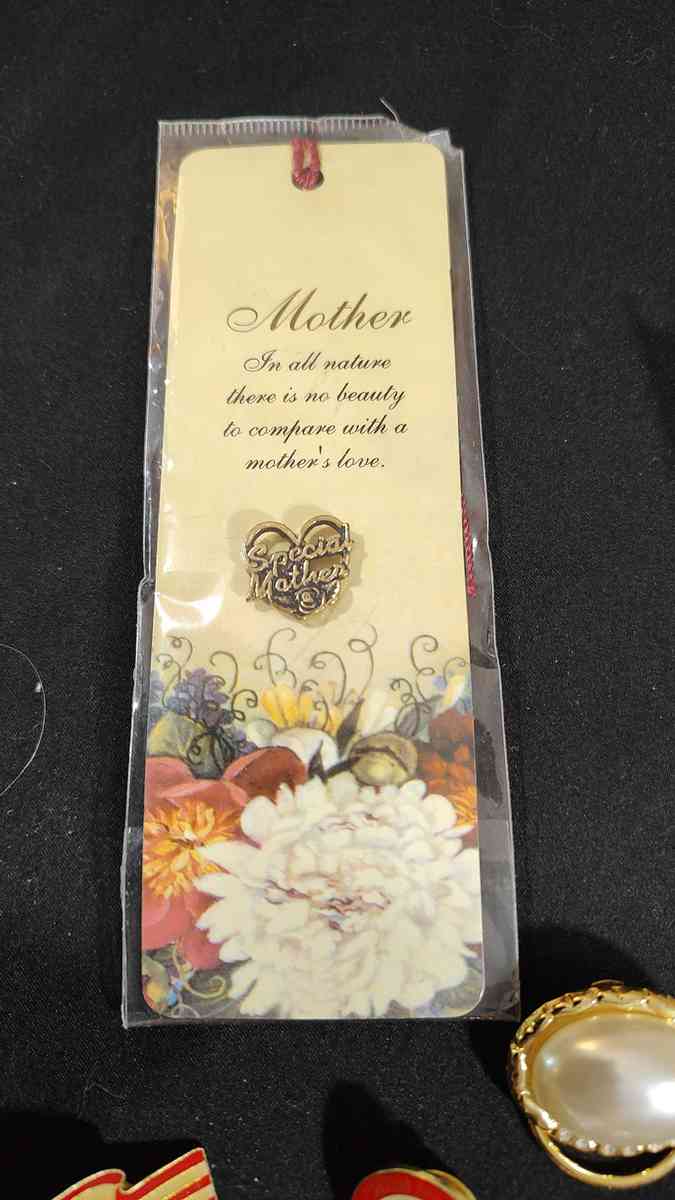 Mother
In all nature
there is no beauty
to compare with a
mother's love.
Special
Mother